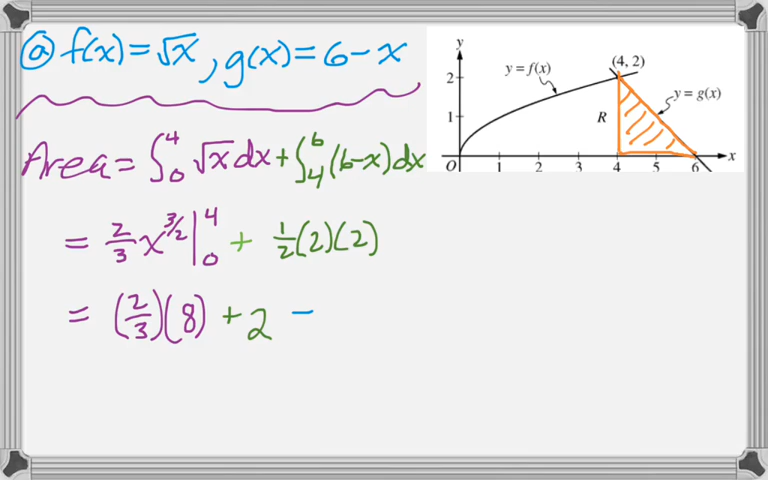 ⓐ f(x)=√x, g(x)=6-x
Area=∫₀⁴ √x dx+∫₄⁶ (6-x)dx
= 2/3 x^(3/2) |₀⁴ + 1/2(2)(2)
= (2/3)(8) + 2 =
y
(4, 2)
y = f(x)
2
y = g(x)
1
R
O 1 2 3 4 5 6 x